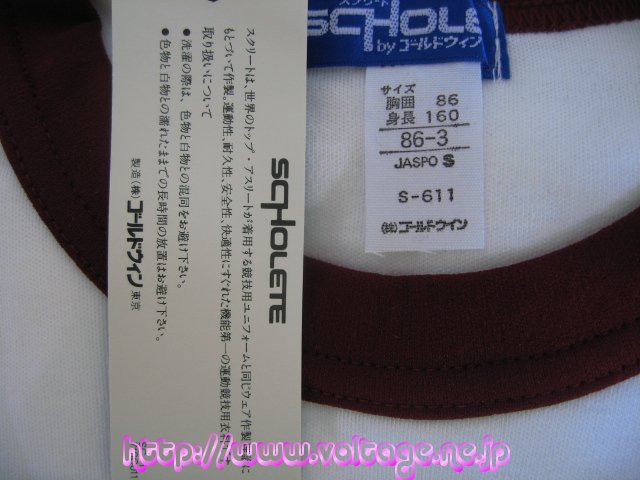 スクリート
SCHOLETE
by ゴールドウィン
サイズ
胸囲 86
身長 160
86-3
JASPO S
S-611
(株)ゴールドウイン
SCHOLETE
スクリートは、世界のトップ・アスリートが着用する競技用ユニフォームと同じウェア作製
もとづいて作製。運動性、耐久性、安全性、快適性にすぐれた機能第一の運動競技用衣料
取り扱いについて
●洗濯の際は、色物と白物との混同をお避け下さい。
●色物と白物との濡れたままでの長時間の放置はお避け下さい。
製造(株)ゴールドウイン 東京
http://www.voltage.ne.jp